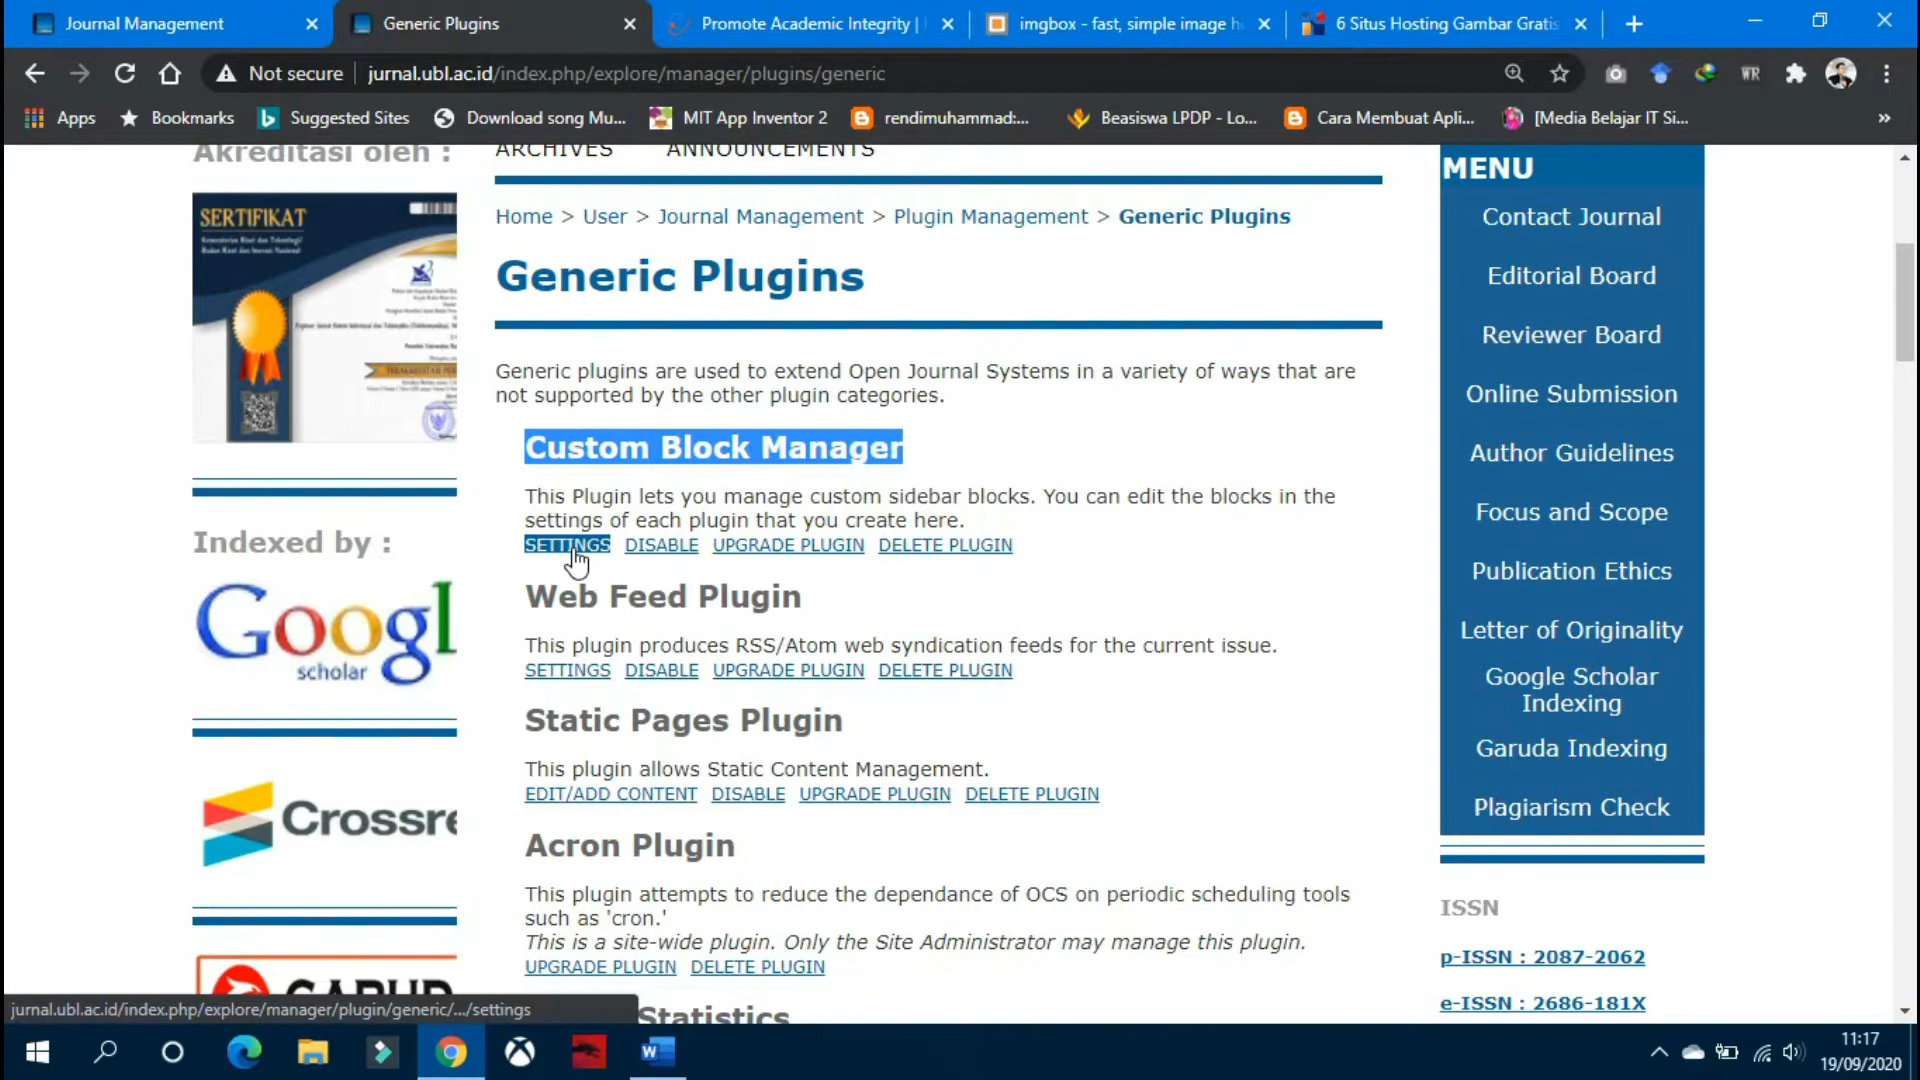 Journal Management
Generic Plugins
Promote Academic Integrity |
imgbox - fast, simple image h
6 Situs Hosting Gambar Gratis
Not secure
jurnal.ubl.ac.id/index.php/explore/manager/plugins/generic
Apps
Bookmarks
Suggested Sites
Download song Mu...
MIT App Inventor 2
rendimuhammad:...
Beasiswa LPDP - Lo...
Cara Membuat Apli...
[Media Belajar IT Si...
»
Akreditasi oleh :
SERTIFIKAT
Indexed by :
Googl
scholar
Crossre
GARUD
ARCHIVES ANNOUNCEMENTS
Home > User > Journal Management > Plugin Management > Generic Plugins
Generic Plugins
Generic plugins are used to extend Open Journal Systems in a variety of ways that are
not supported by the other plugin categories.
Custom Block Manager
This Plugin lets you manage custom sidebar blocks. You can edit the blocks in the
settings of each plugin that you create here.
SETTINGS DISABLE UPGRADE PLUGIN DELETE PLUGIN
Web Feed Plugin
This plugin produces RSS/Atom web syndication feeds for the current issue.
SETTINGS DISABLE UPGRADE PLUGIN DELETE PLUGIN
Static Pages Plugin
This plugin allows Static Content Management.
EDIT/ADD CONTENT DISABLE UPGRADE PLUGIN DELETE PLUGIN
Acron Plugin
This plugin attempts to reduce the dependance of OCS on periodic scheduling tools
such as 'cron.'
This is a site-wide plugin. Only the Site Administrator may manage this plugin.
UPGRADE PLUGIN DELETE PLUGIN
Statistics
MENU
Contact Journal
Editorial Board
Reviewer Board
Online Submission
Author Guidelines
Focus and Scope
Publication Ethics
Letter of Originality
Google Scholar
Indexing
Garuda Indexing
Plagiarism Check
ISSN
p-ISSN : 2087-2062
e-ISSN : 2686-181X
jurnal.ubl.ac.id/index.php/explore/manager/plugin/generic/.../settings
11:17
19/09/2020